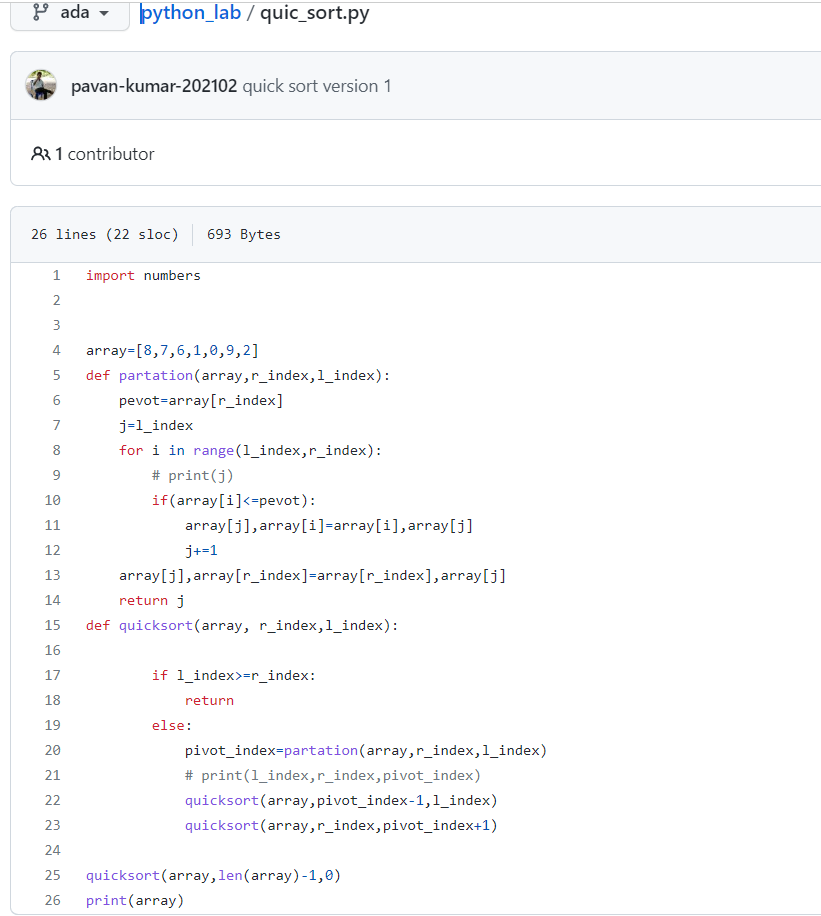 ada python_lab / quic_sort.py
pavan-kumar-202102 quick sort version 1
1 contributor
26 lines (22 sloc) 693 Bytes
1 import numbers
2
3
4 array=[8,7,6,1,0,9,2]
5 def partation(array,r_index,l_index):
6     pevot=array[r_index]
7     j=l_index
8     for i in range(l_index,r_index):
9         # print(j)
10         if(array[i]<=pevot):
11             array[j],array[i]=array[i],array[j]
12             j+=1
13     array[j],array[r_index]=array[r_index],array[j]
14     return j
15 def quicksort(array, r_index,l_index):
16
17         if l_index>=r_index:
18             return
19         else:
20             pivot_index=partation(array,r_index,l_index)
21             # print(l_index,r_index,pivot_index)
22             quicksort(array,pivot_index-1,l_index)
23             quicksort(array,r_index,pivot_index+1)
24
25 quicksort(array,len(array)-1,0)
26 print(array)